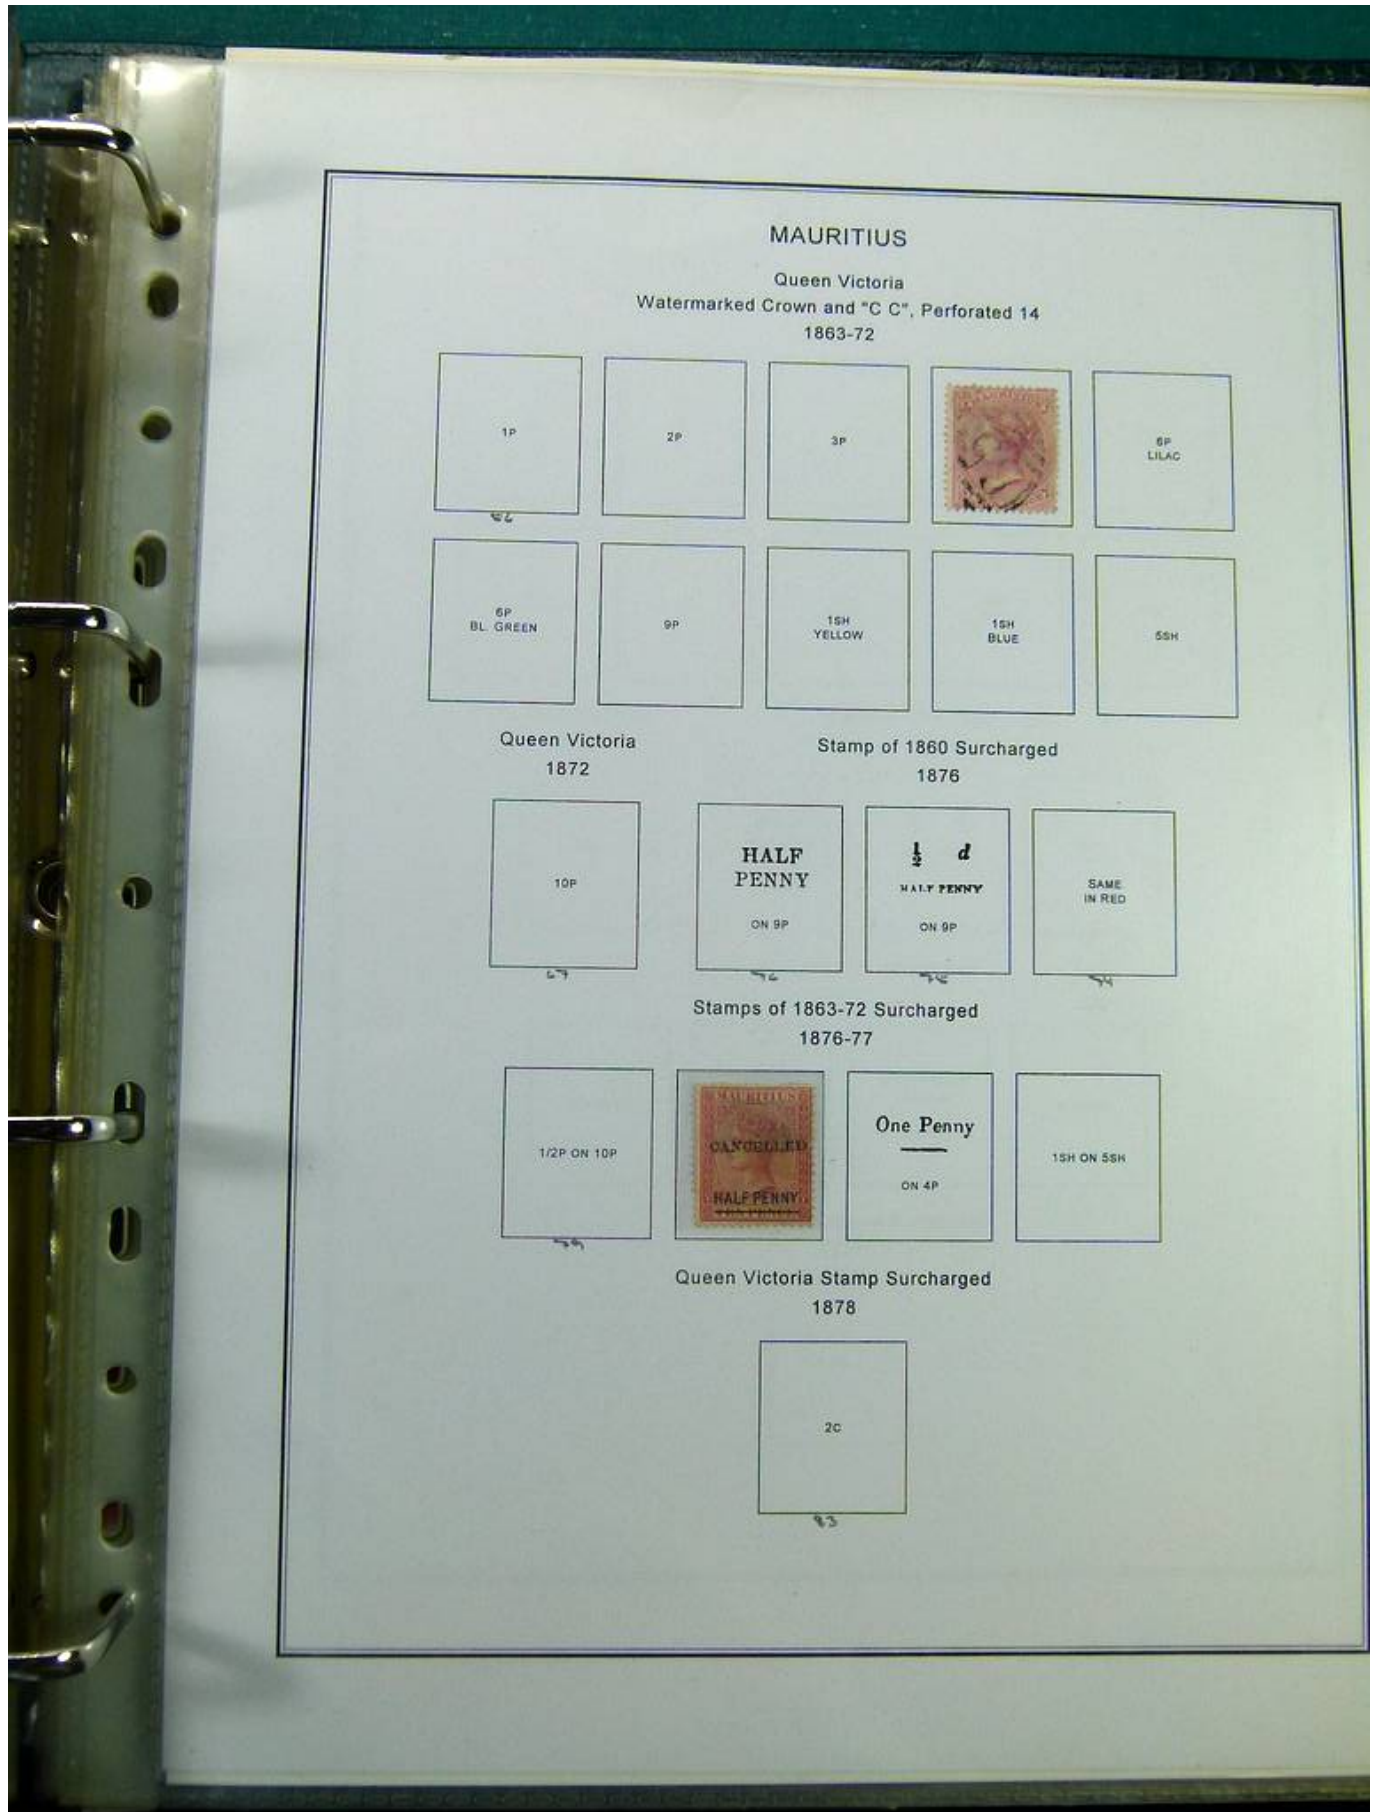 MAURITIUS
Queen Victoria
Watermarked Crown and "C C", Perforated 14
1863-72
1P
2P
3P
6P
LILAC
6P
BL. GREEN
9P
1SH
YELLOW
1SH
BLUE
5SH
Queen Victoria
1872
Stamp of 1860 Surcharged
1876
10P
HALF
PENNY
ON 9P
½ d
HALF PENNY
ON 9P
SAME
IN RED
67
Stamps of 1863-72 Surcharged
1876-77
1/2P ON 10P
MAURITIUS
CANCELLED
HALF PENNY
One Penny
ON 4P
1SH ON 5SH
Queen Victoria Stamp Surcharged
1878
2C
83